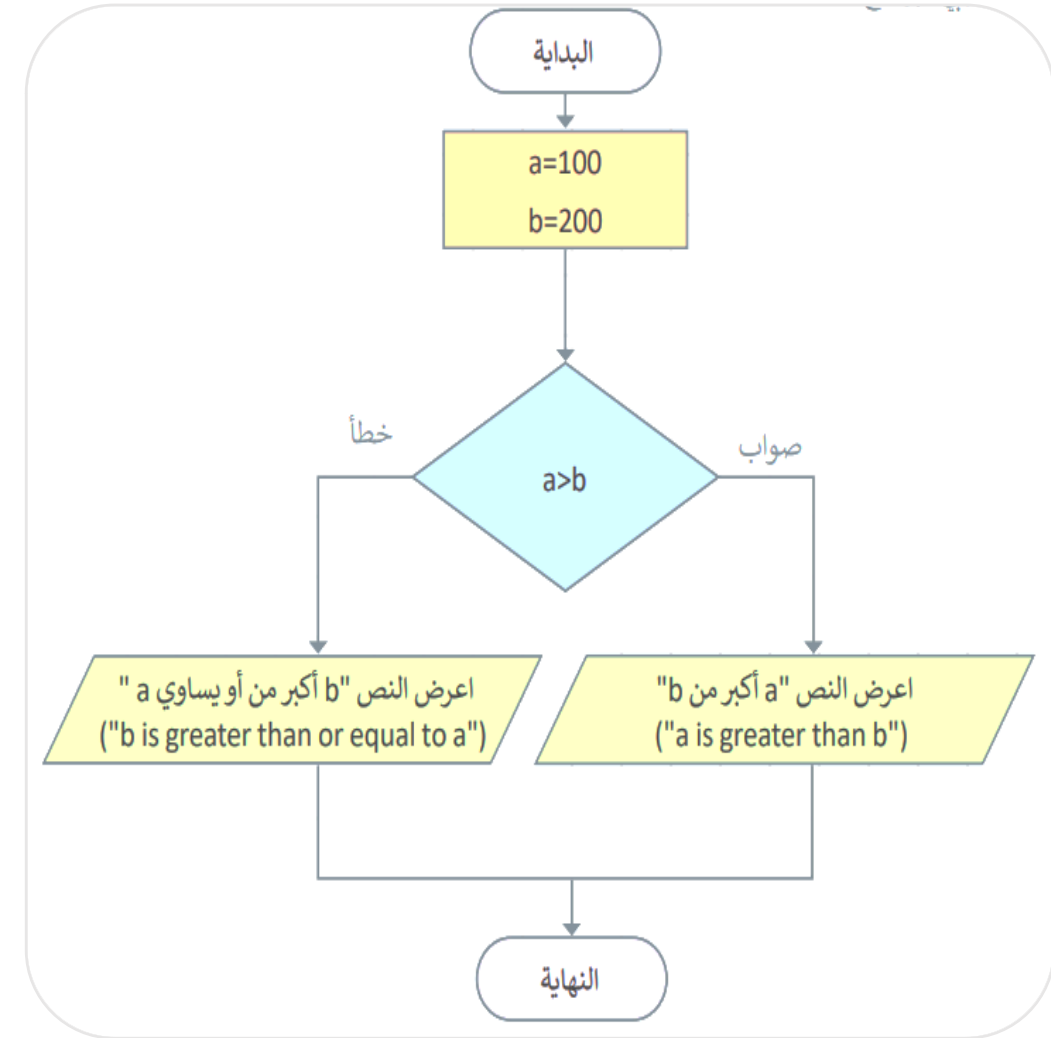 البداية
a=100
b=200
a>b
صواب
خطأ
اعرض النص "a أكبر من b"
("a is greater than b")
اعرض النص "b أكبر من أو يساوي a "
("b is greater than or equal to a")
النهاية